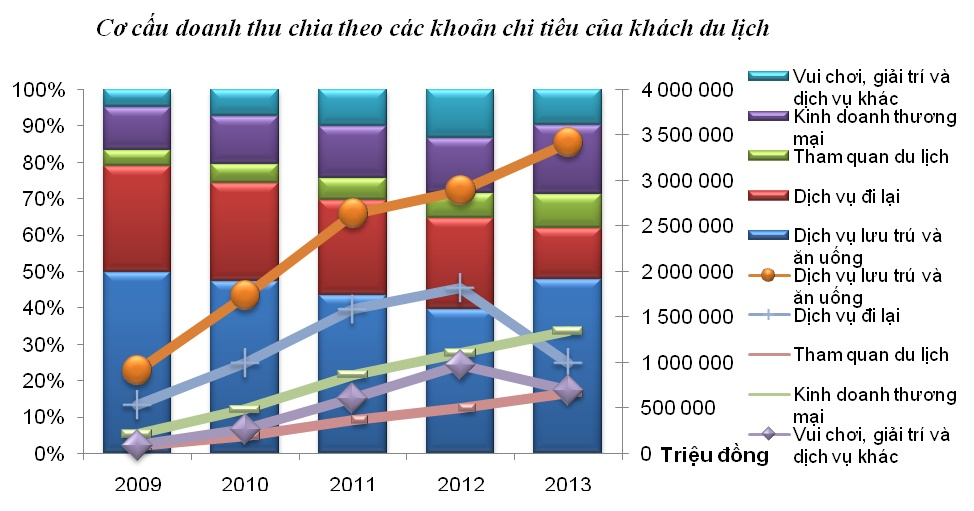 Cơ cấu doanh thu chia theo các khoản chi tiêu của khách du lịch
100%
90%
80%
70%
60%
50%
40%
30%
20%
10%
0%
4 000 000
3 500 000
3 000 000
2 500 000
2 000 000
1 500 000
1 000 000
500 000
0 Triệu đồng
2009 2010 2011 2012 2013
Vui chơi, giải trí và
dịch vụ khác
Kinh doanh thương
mại
Tham quan du lịch
Dịch vụ đi lại
Dịch vụ lưu trú và
ăn uống
Dịch vụ lưu trú và
ăn uống
Dịch vụ đi lại
Tham quan du lịch
Kinh doanh thương
mại
Vui chơi, giải trí và
dịch vụ khác